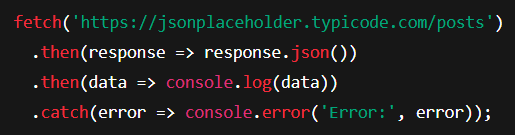 fetch('https://jsonplaceholder.typicode.com/posts')
  .then(response => response.json())
  .then(data => console.log(data))
  .catch(error => console.error('Error:', error));